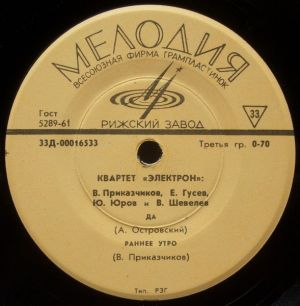 МЕЛОДИЯ
ВСЕСОЮЗНАЯ ФИРМА ГРАМПЛАСТИНОК
Гост
5289-61
33
РИЖСКИЙ ЗАВОД
33Д-00016533
Третья гр. 0-70
КВАРТЕТ «ЭЛЕКТРОН»:
В. Приказчиков, Е. Гусев,
Ю. Юров и В. Шевелев
ДА
(А. Островский)
РАННЕЕ УТРО
(В. Приказчиков)
Тип. РЗГ